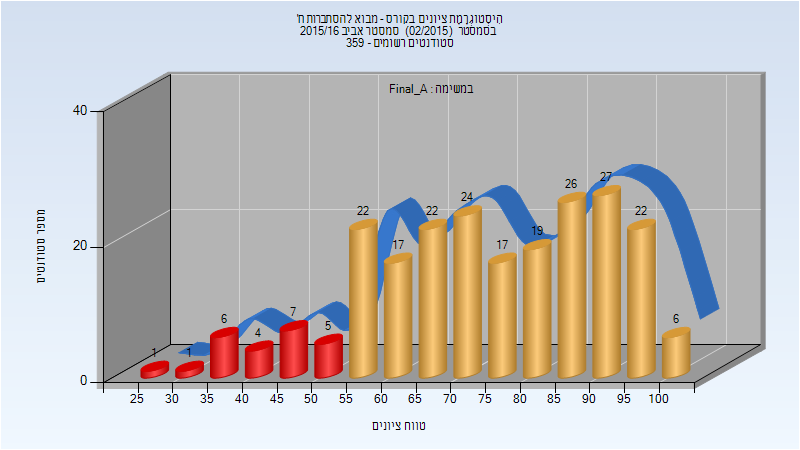 היסטוגרמת ציונים בקורס - מבוא להסתברות ח'
בסמסטר (02/2015) סמסטר אביב 2015/16
סטודנטים רשומים - 359
במשימה : Final_A
מספר סטודנטים
40
20
0
1
1
6
4
7
5
22
17
22
24
17
19
26
27
22
6
25 30 35 40 45 50 55 60 65 70 75 80 85 90 95 100
טווח ציונים